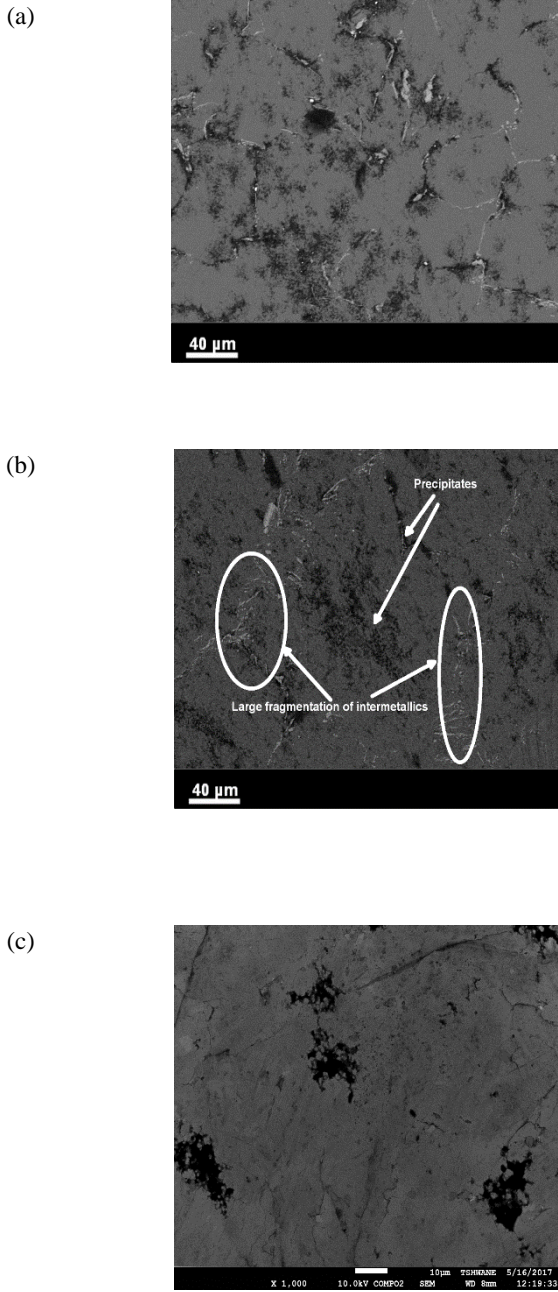 (a)
40 µm
(b)
Precipitates
Large fragmentation of intermetallics
40 µm
(c)
10µm TSHWANE 5/16/2017
X 1,000 10.0kV COMPO2 SEM WD 8mm 12:19:33